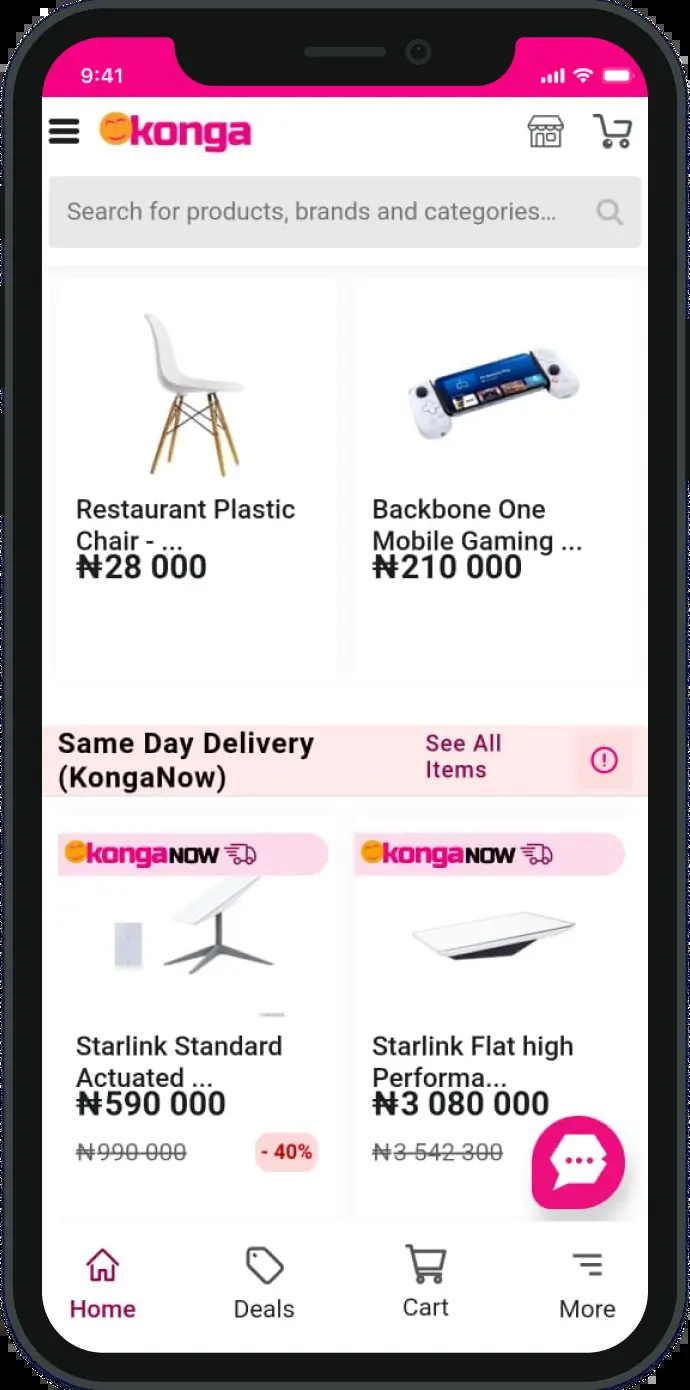 9:41
konga
Search for products, brands and categories...
Restaurant Plastic
Chair - ...
₦28 000
Backbone One
Mobile Gaming ...
₦210 000
Same Day Delivery
(KongaNow)
See All
Items
kongaNOW
kongaNOW
Starlink Standard
Actuated ...
₦590 000
₦990 000
- 40%
Starlink Flat high
Performa...
₦3 080 000
₦3 542 300
Home
Deals
Cart
More